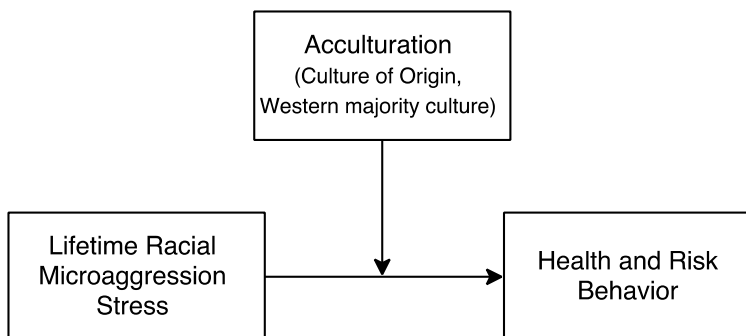 Acculturation
(Culture of Origin,
Western majority culture)
Lifetime Racial
Microaggression
Stress
Health and Risk
Behavior